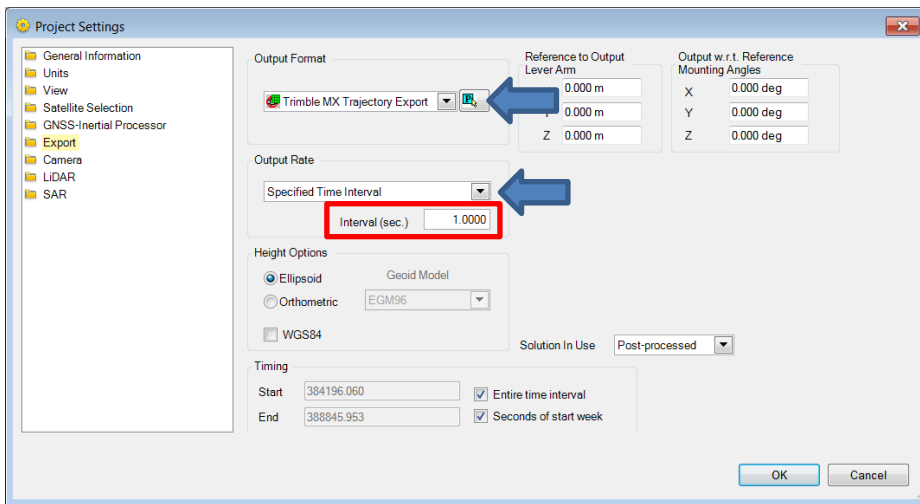 Project Settings
General Information
Units
View
Satellite Selection
GNSS-Inertial Processor
Export
Camera
LiDAR
SAR
Output Format
Trimble MX Trajectory Export
Reference to Output
Lever Arm
0.000 m
0.000 m
Z 0.000 m
Output w.r.t. Reference
Mounting Angles
X 0.000 deg
Y 0.000 deg
Z 0.000 deg
Output Rate
Specified Time Interval
Interval (sec.) 1.0000
Height Options
Ellipsoid
Geoid Model
Orthometric
EGM96
WGS84
Solution In Use Post-processed
Timing
Start 384196.060
Entire time interval
End 388845.953
Seconds of start week
OK
Cancel